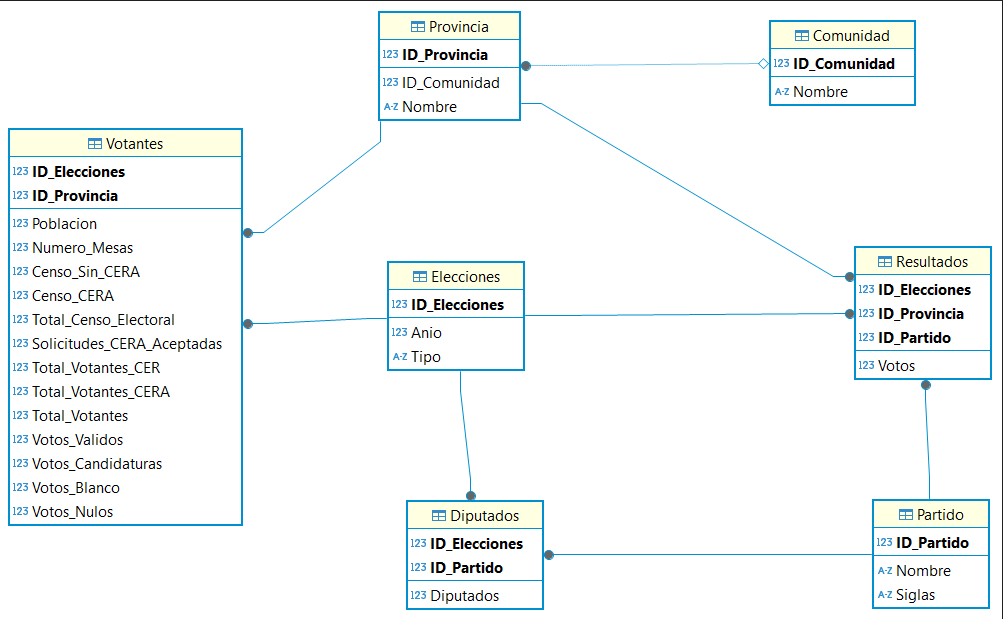 Provincia
123 ID_Provincia
123 ID_Comunidad
A-Z Nombre
Comunidad
123 ID_Comunidad
A-Z Nombre
Votantes
123 ID_Elecciones
123 ID_Provincia
123 Poblacion
123 Numero_Mesas
123 Censo_Sin_CERA
123 Censo_CERA
123 Total_Censo_Electoral
123 Solicitudes_CERA_Aceptadas
123 Total_Votantes_CER
123 Total_Votantes_CERA
123 Total_Votantes
123 Votos_Validos
123 Votos_Candidaturas
123 Votos_Blanco
123 Votos_Nulos
Elecciones
123 ID_Elecciones
123 Anio
A-Z Tipo
Resultados
123 ID_Elecciones
123 ID_Provincia
123 ID_Partido
123 Votos
Diputados
123 ID_Elecciones
123 ID_Partido
123 Diputados
Partido
123 ID_Partido
A-Z Nombre
A-Z Siglas